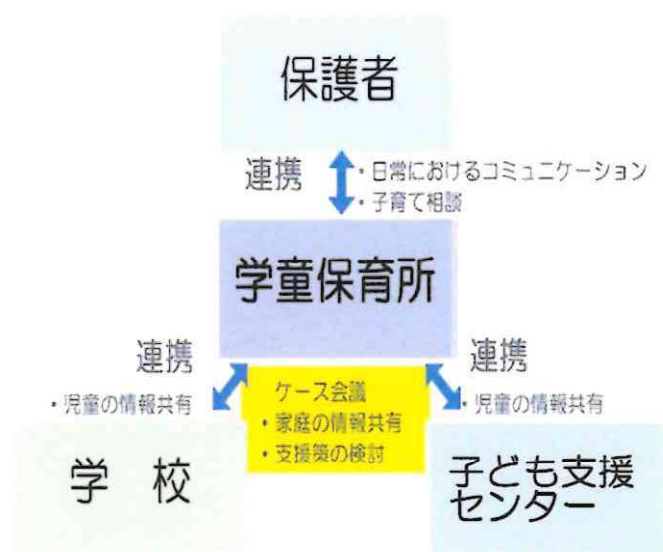 保護者
連携
・日常におけるコミュニケーション
・子育て相談
学童保育所
連携
・児童の情報共有
ケース会議
・家庭の情報共有
・支援策の検討
連携
・児童の情報共有
学 校
子ども支援
センター